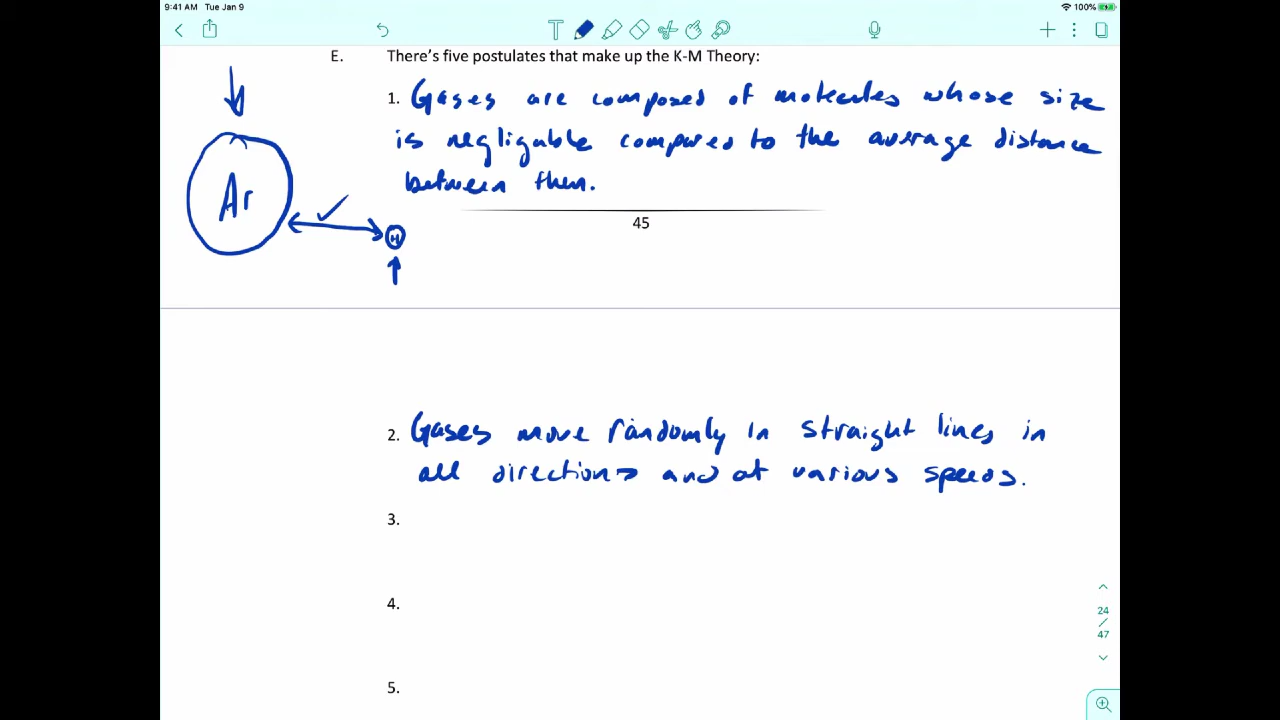 9:41 AM Tue Jan 9
100%
T
E. There's five postulates that make up the K-M Theory:
1. Gases are composed of molecules whose size
is negligable compared to the average distance
between them.
Ar
H
45
2. Gases move randomly in straight lines in
all directions and at various speeds.
3.
4.
5.
24
/
47